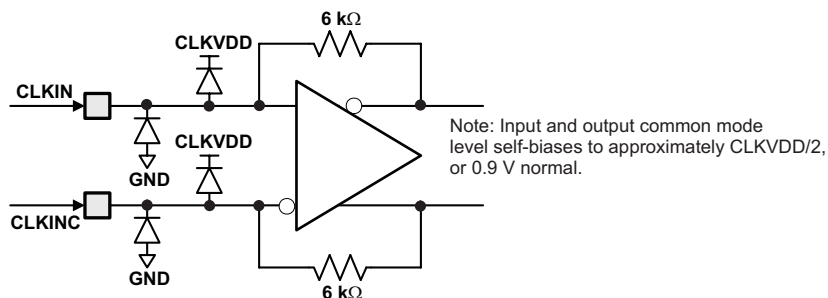 6 kΩ
CLKVDD
CLKIN
Note: Input and output common mode
level self-biases to approximately CLKVDD/2,
or 0.9 V normal.
CLKVDD
GND
CLKINC
GND
6 kΩ